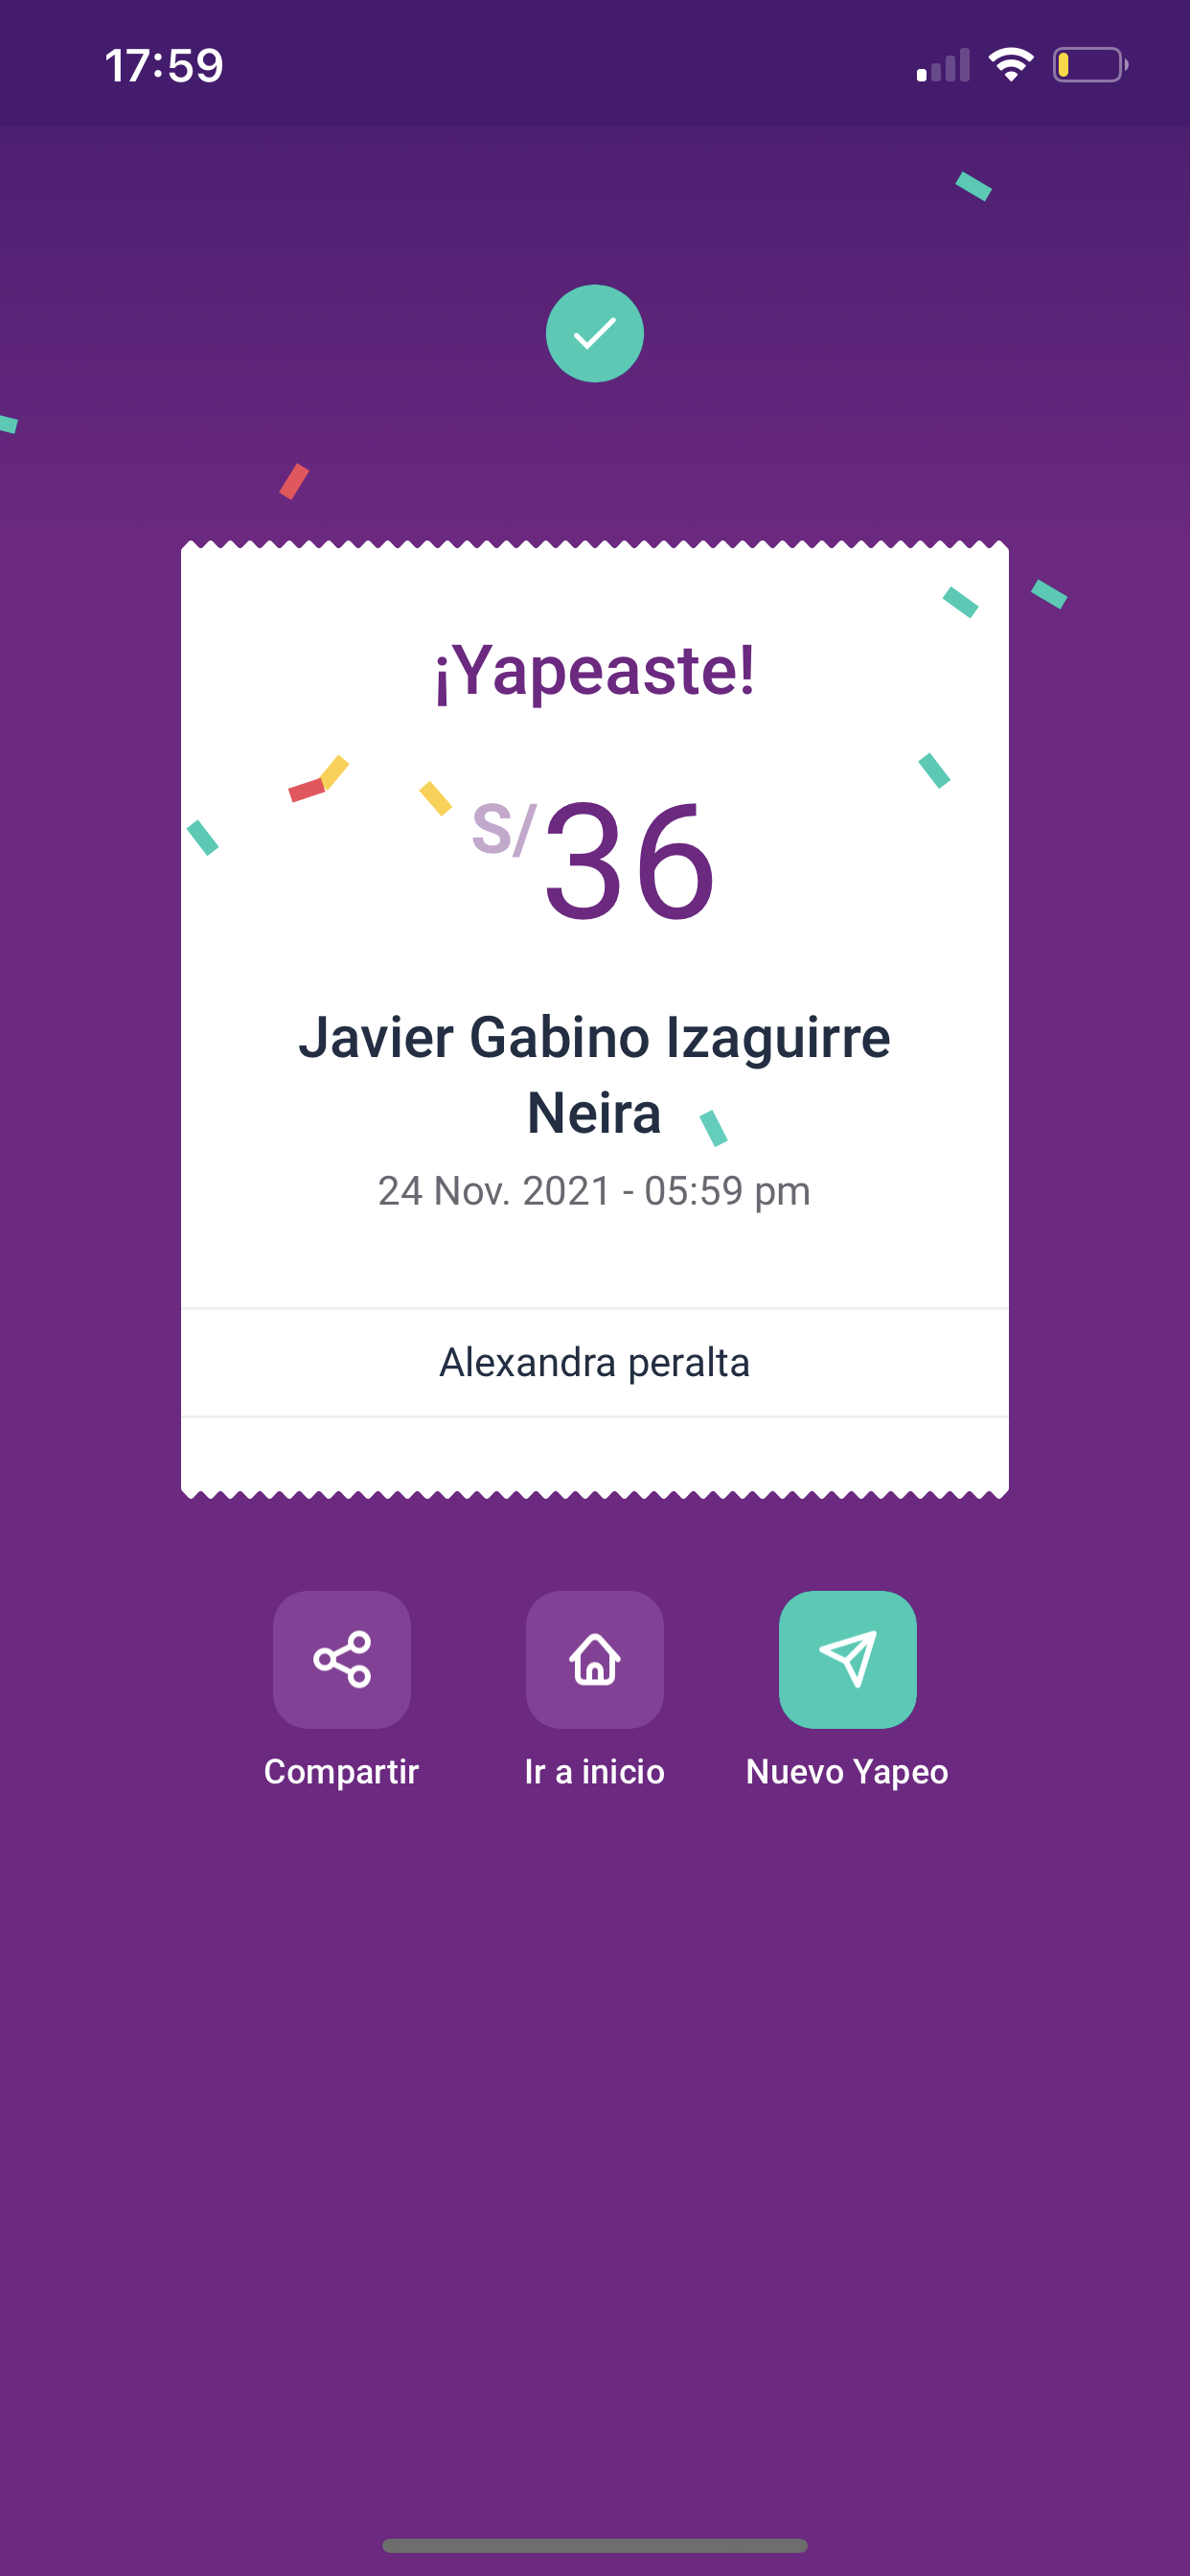 17:59
¡Yapeaste!
S/36
Javier Gabino Izaguirre
Neira
24 Nov. 2021 - 05:59 pm
Alexandra peralta
Compartir
Ir a inicio
Nuevo Yapeo